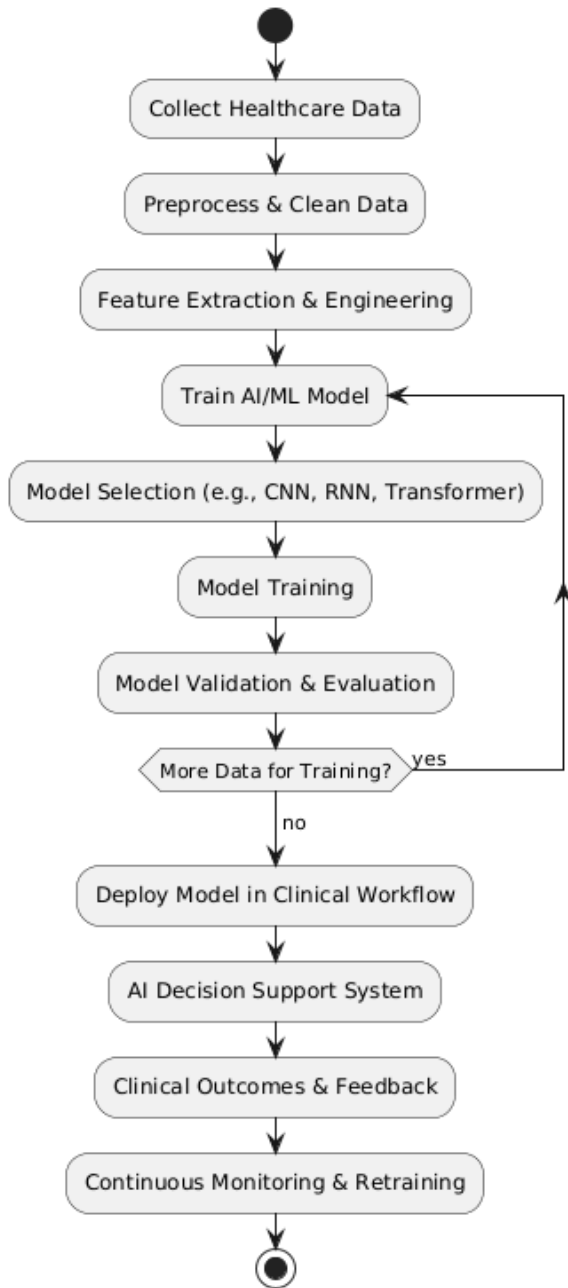 Collect Healthcare Data
Preprocess & Clean Data
Feature Extraction & Engineering
Train AI/ML Model
Model Selection (e.g., CNN, RNN, Transformer)
Model Training
Model Validation & Evaluation
More Data for Training?
yes
no
Deploy Model in Clinical Workflow
AI Decision Support System
Clinical Outcomes & Feedback
Continuous Monitoring & Retraining